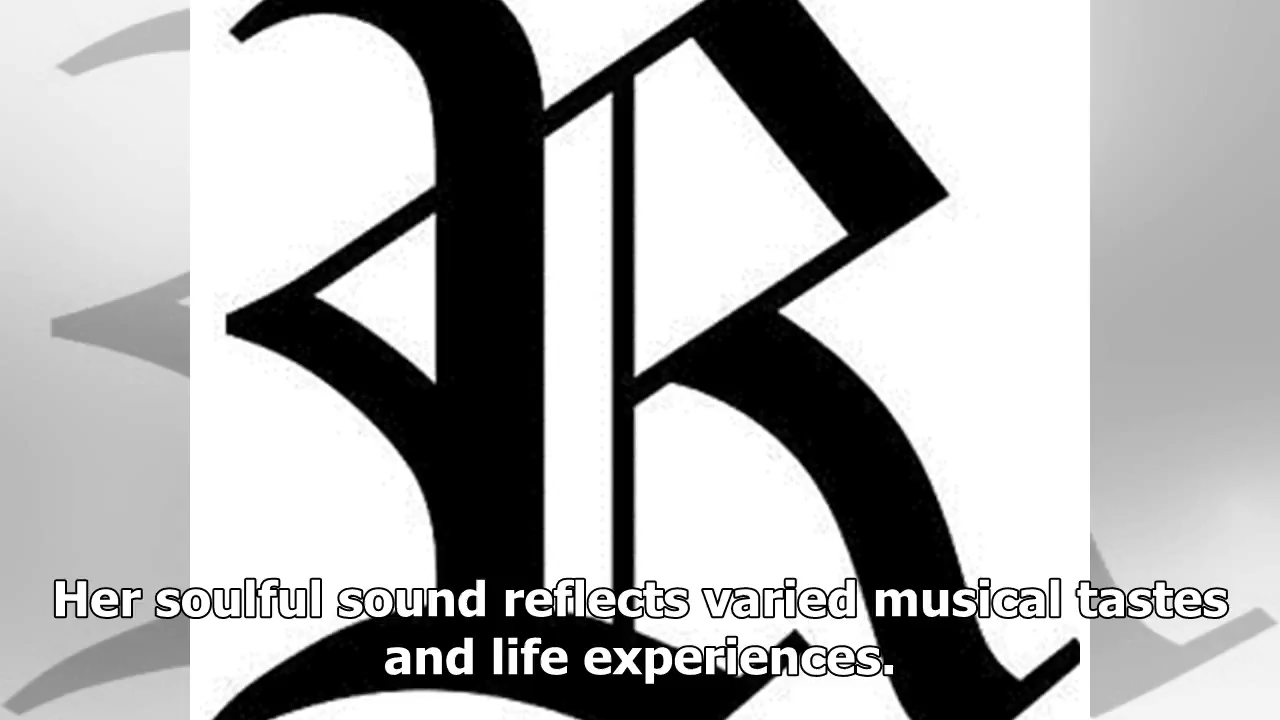 R
Her soulful sound reflects varied musical tastes
and life experiences.